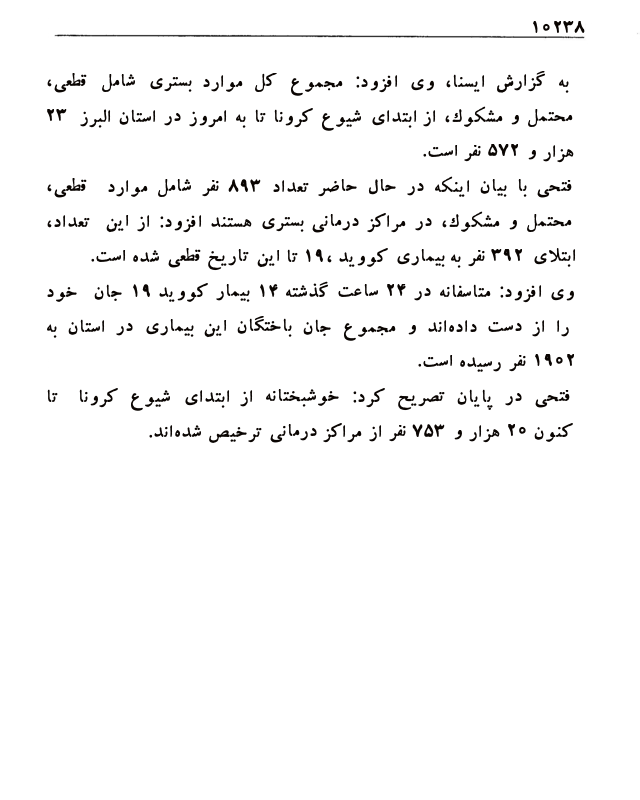 ۱۰۲۳۸
به گزارش ایسنا، وی افزود: مجموع کل موارد بستری شامل قطعی،
محتمل و مشکوك، از ابتدای شیوع کرونا تا به امروز در استان البرز ۲۳
هزار و ۵۷۲ نفر است.
فتحی با بیان اینکه در حال حاضر تعداد ۸۹۳ نفر شامل موارد قطعی،
محتمل و مشکوك، در مراکز درمانی بستری هستند افزود: از این تعداد،
ابتلای ۳۹۲ نفر به بیماری کووید ،۱۹ تا این تاریخ قطعی شده است.
وی افزود: متاسفانه در ۲۴ ساعت گذشته ۱۴ بیمار کووید ۱۹ جان خود
را از دست داده‌اند و مجموع جان باختگان این بیماری در استان به
۱۹۰۲ نفر رسیده است.
فتحی در پایان تصریح کرد: خوشبختانه از ابتدای شیوع کرونا تا
کنون ۲۰ هزار و ۷۵۳ نفر از مراکز درمانی ترخیص شده‌اند.